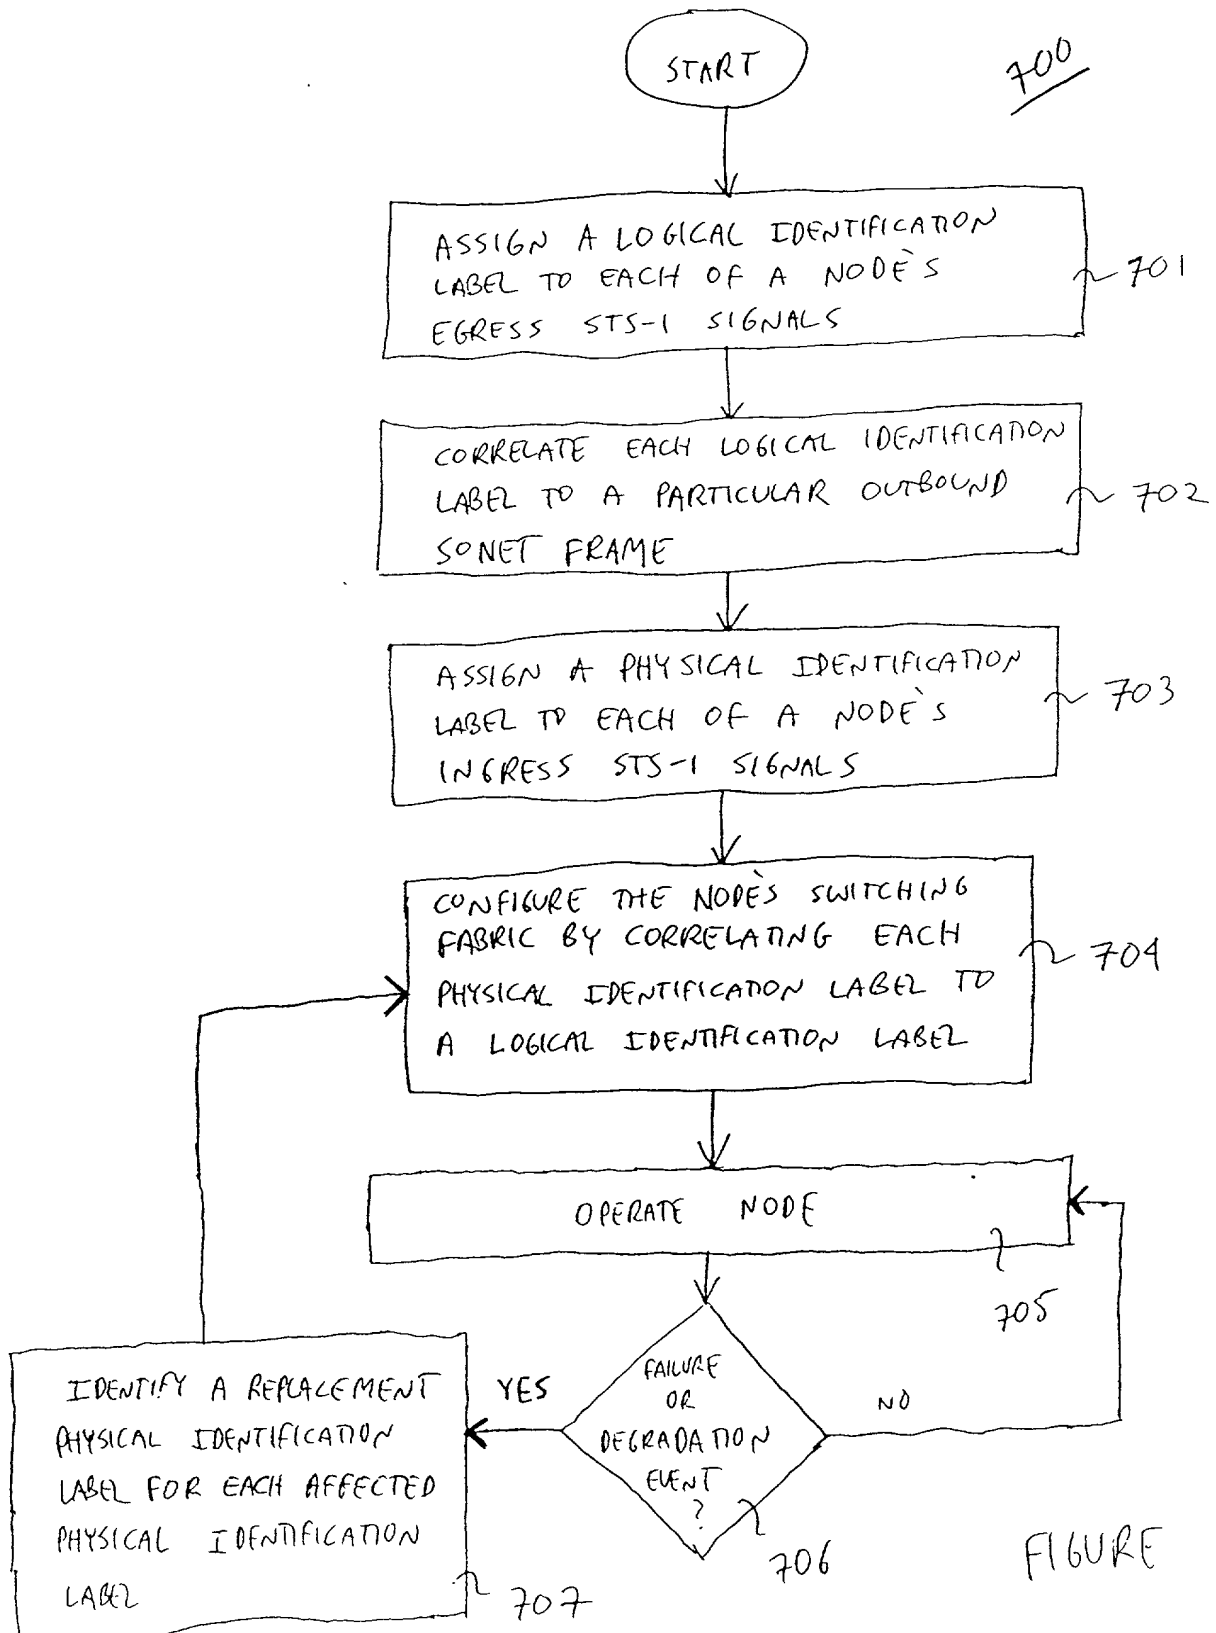 START
700
ASSIGN A LOGICAL IDENTIFICATION
LABEL TO EACH OF A NODE'S
EGRESS STS-1 SIGNALS
701
CORRELATE EACH LOGICAL IDENTIFICATION
LABEL TO A PARTICULAR OUTBOUND
SONET FRAME
702
ASSIGN A PHYSICAL IDENTIFICATION
LABEL TO EACH OF A NODE'S
INGRESS STS-1 SIGNALS
703
CONFIGURE THE NODE'S SWITCHING
FABRIC BY CORRELATING EACH
PHYSICAL IDENTIFICATION LABEL TO
A LOGICAL IDENTIFICATION LABEL
704
OPERATE NODE
705
FAILURE
OR
DEGRADATION
EVENT
?
706
YES
NO
IDENTIFY A REPLACEMENT
PHYSICAL IDENTIFICATION
LABEL FOR EACH AFFECTED
PHYSICAL IDENTIFICATION
LABEL
707
FIGURE